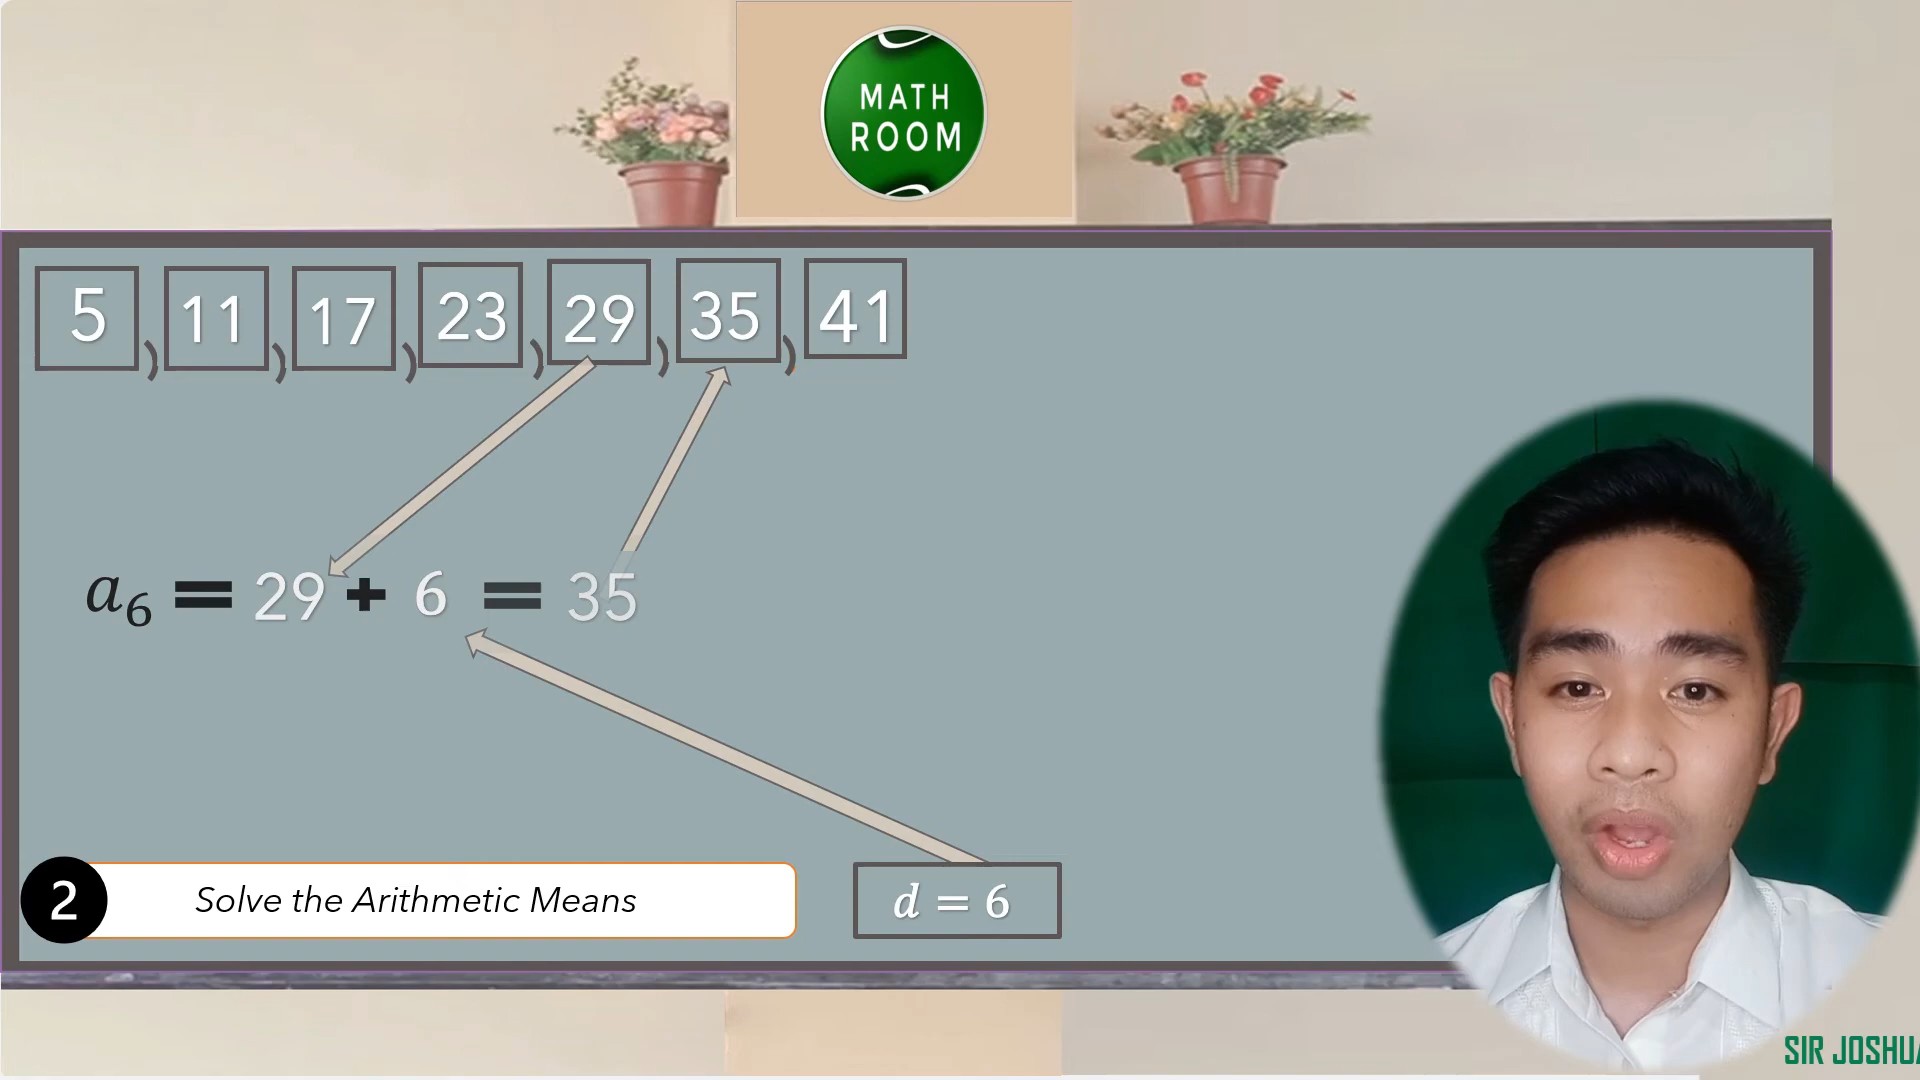 MATH
ROOM
5 , 11 , 17 , 23 , 29 , 35 , 41
a₆ = 29 + 6 = 35
2 Solve the Arithmetic Means
d = 6
SIR JOSHUA